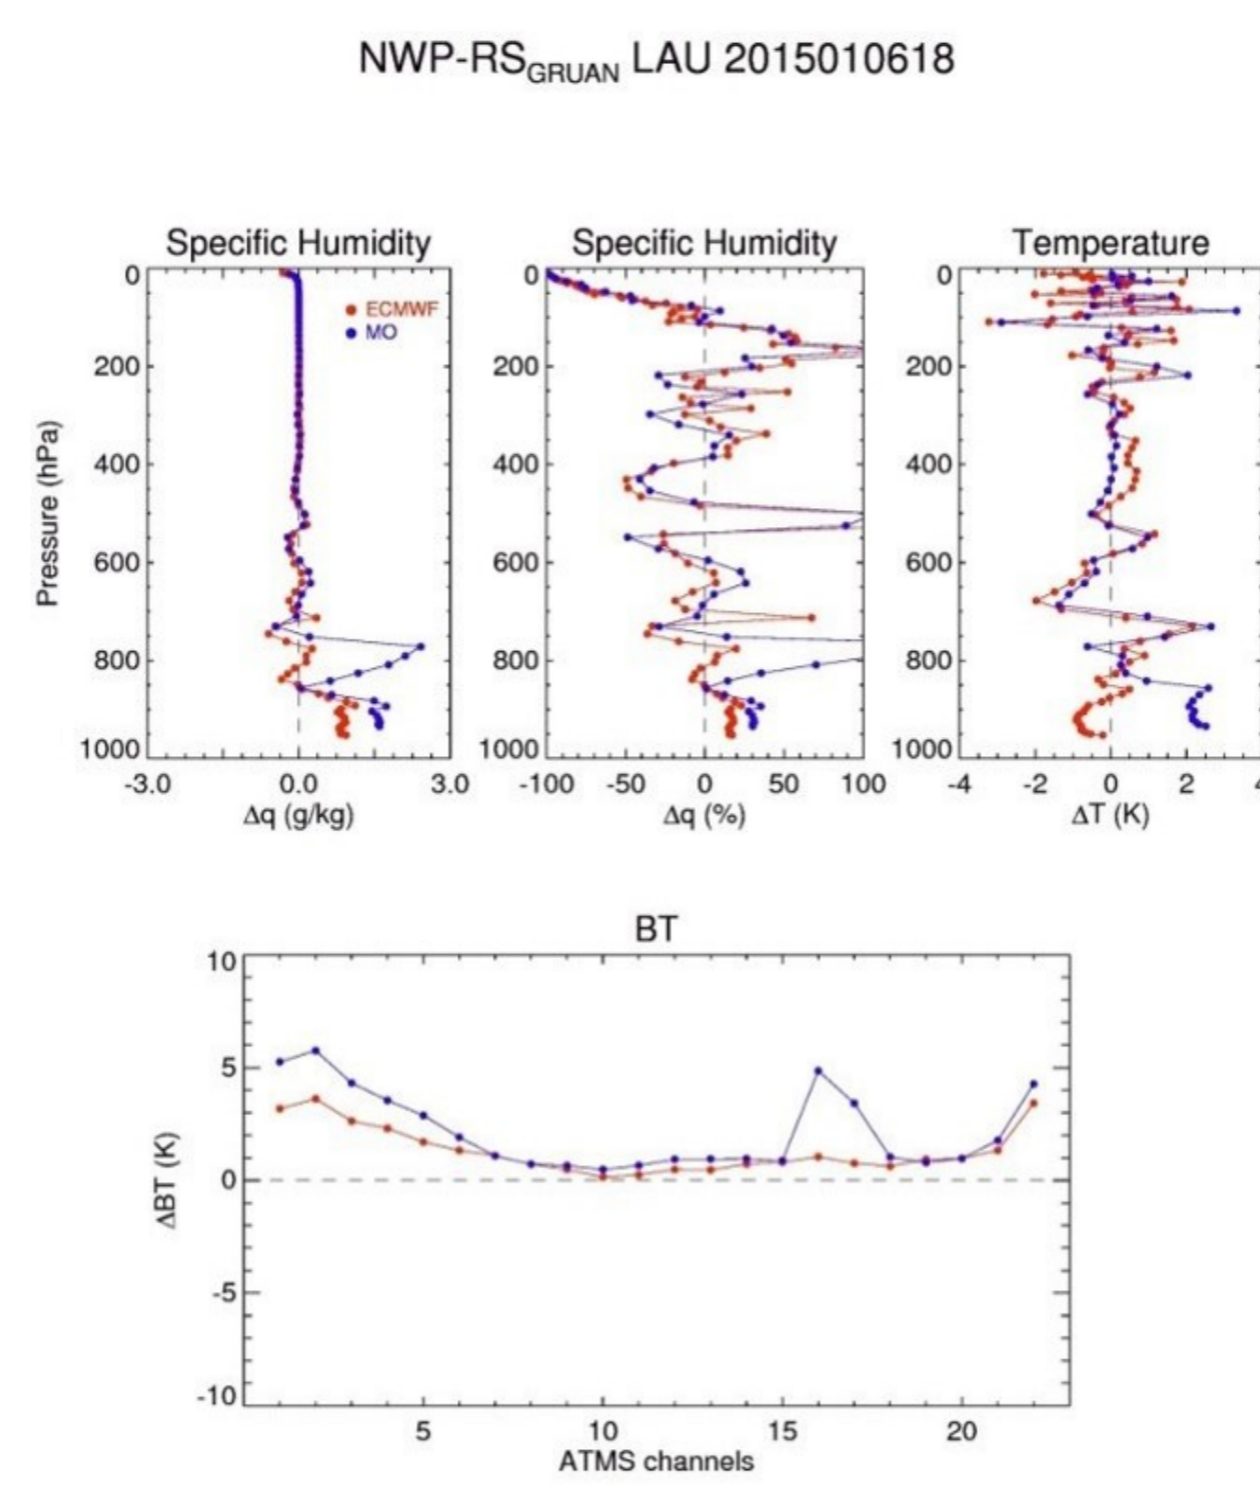 NWP-RS_GRUAN LAU 2015010618
Specific Humidity Specific Humidity Temperature
0 0 0
ECMWF
MO
200 200 200
400 400 400
600 600 600
800 800 800
1000 1000 1000
Pressure (hPa)
-3.0 0.0 3.0 -100 -50 0 50 100 -4 -2 0 2
Δq (g/kg) Δq (%) ΔT (K)
BT
10
5
0
-5
-10
ΔBT (K)
5 10 15 20
ATMS channels